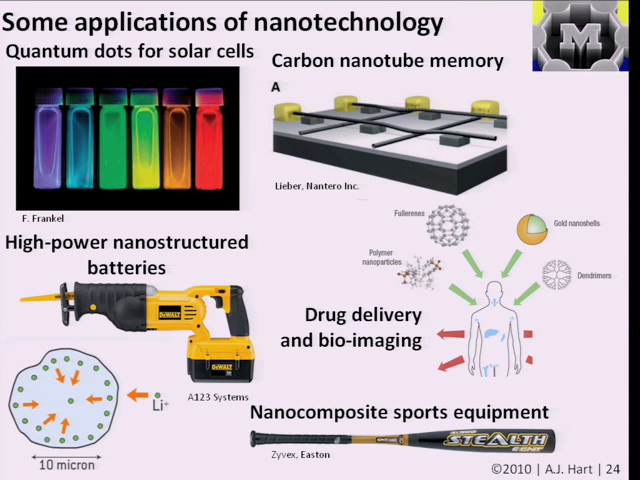 Some applications of nanotechnology
Quantum dots for solar cells
F. Frankel
Carbon nanotube memory
A
Lieber, Nantero Inc.
M
High-power nanostructured
batteries
DEWALT
DEWALT
A123 Systems
Li+
10 micron
Fullerenes
Gold nanoshells
Polymer
nanoparticles
Dendrimers
Drug delivery
and bio-imaging
Nanocomposite sports equipment
STEALTH
Zyvex, Easton
©2010 | A.J. Hart | 24